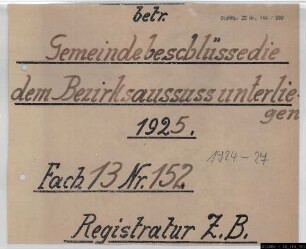 betr.
Gemeindebeschlüsse die
dem Bezirksaussuss unterlie-
gen
1925.
1924-27
Fach 13 Nr. 152.
Registratur Z.B.